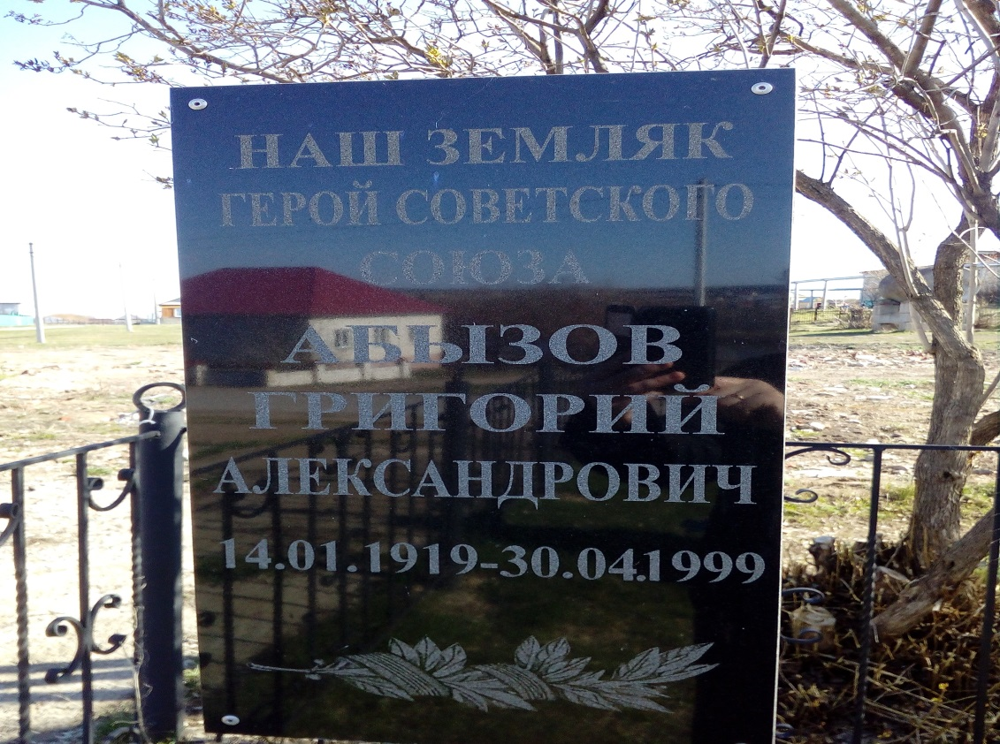 НАШ ЗЕМЛЯК
ГЕРОЙ СОВЕТСКОГО
СОЮЗА
АБЫЗОВ
ГРИГОРИЙ
АЛЕКСАНДРОВИЧ
14.01.1919-30.04.1999